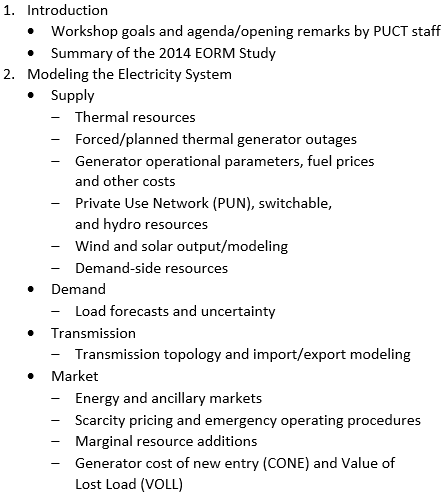 1. Introduction
• Workshop goals and agenda/opening remarks by PUCT staff
• Summary of the 2014 EORM Study
2. Modeling the Electricity System
• Supply
– Thermal resources
– Forced/planned thermal generator outages
– Generator operational parameters, fuel prices
and other costs
– Private Use Network (PUN), switchable,
and hydro resources
– Wind and solar output/modeling
– Demand-side resources
• Demand
– Load forecasts and uncertainty
• Transmission
– Transmission topology and import/export modeling
• Market
– Energy and ancillary markets
– Scarcity pricing and emergency operating procedures
– Marginal resource additions
– Generator cost of new entry (CONE) and Value of
Lost Load (VOLL)